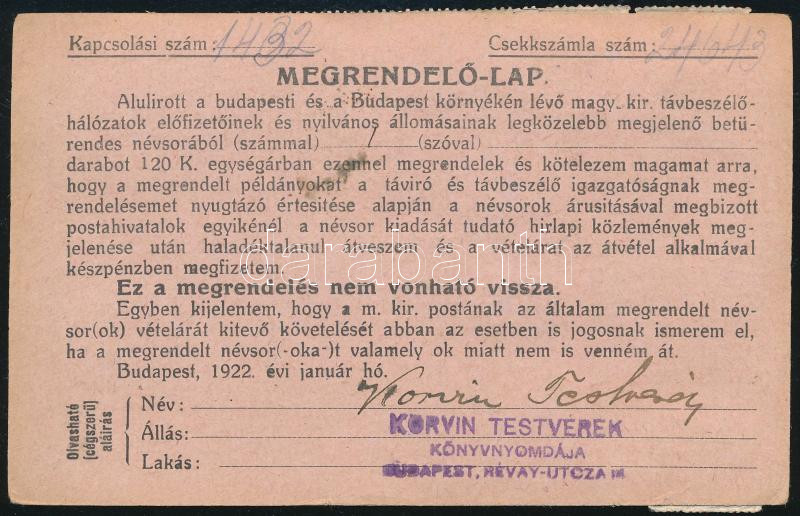 Kapcsolási szám: 1432 Csekkszámla szám:
MEGRENDELŐ-LAP.
Alulirott a budapesti és a Budapest környékén lévő magy. kir. távbeszélő-
hálózatok előfizetőinek és nyilvános állomásainak legközelebb megjelenő betü-
rendes névsorából (számmal) 1 (szóval)
darabot 120 K. egységárban ezennel megrendelek és kötelezem magamat arra,
hogy a megrendelt példányokat a táviró és távbeszélő igazgatóságnak meg-
rendelésemet nyugtázó értesitése alapján a névsorok árusitásával megbizott
postahivatalok egyikénél a névsor kiadását tudató hirlapi közlemények meg-
jelenése után haladéktalanul átveszem és a vételárát az átvétel alkalmával
készpénzben megfizetem.
darabanth
Ez a megrendelés nem vonható vissza.
Egyben kijelentem, hogy a m. kir. postának az általam megrendelt név-
sor(ok) vételárát kitevő követelését abban az esetben is jogosnak ismerem el,
ha a megrendelt névsor(-oka-)t valamely ok miatt nem is venném át.
Budapest, 1922. évi január hó.
Olvasható
(cégszerű)
aláirás
Név: Korvin Testvérek
Állás:
Lakás:
KORVIN TESTVÉREK
KÖNYVNYOMDÁJA
BUDAPEST, RÉVAY-UTCZA